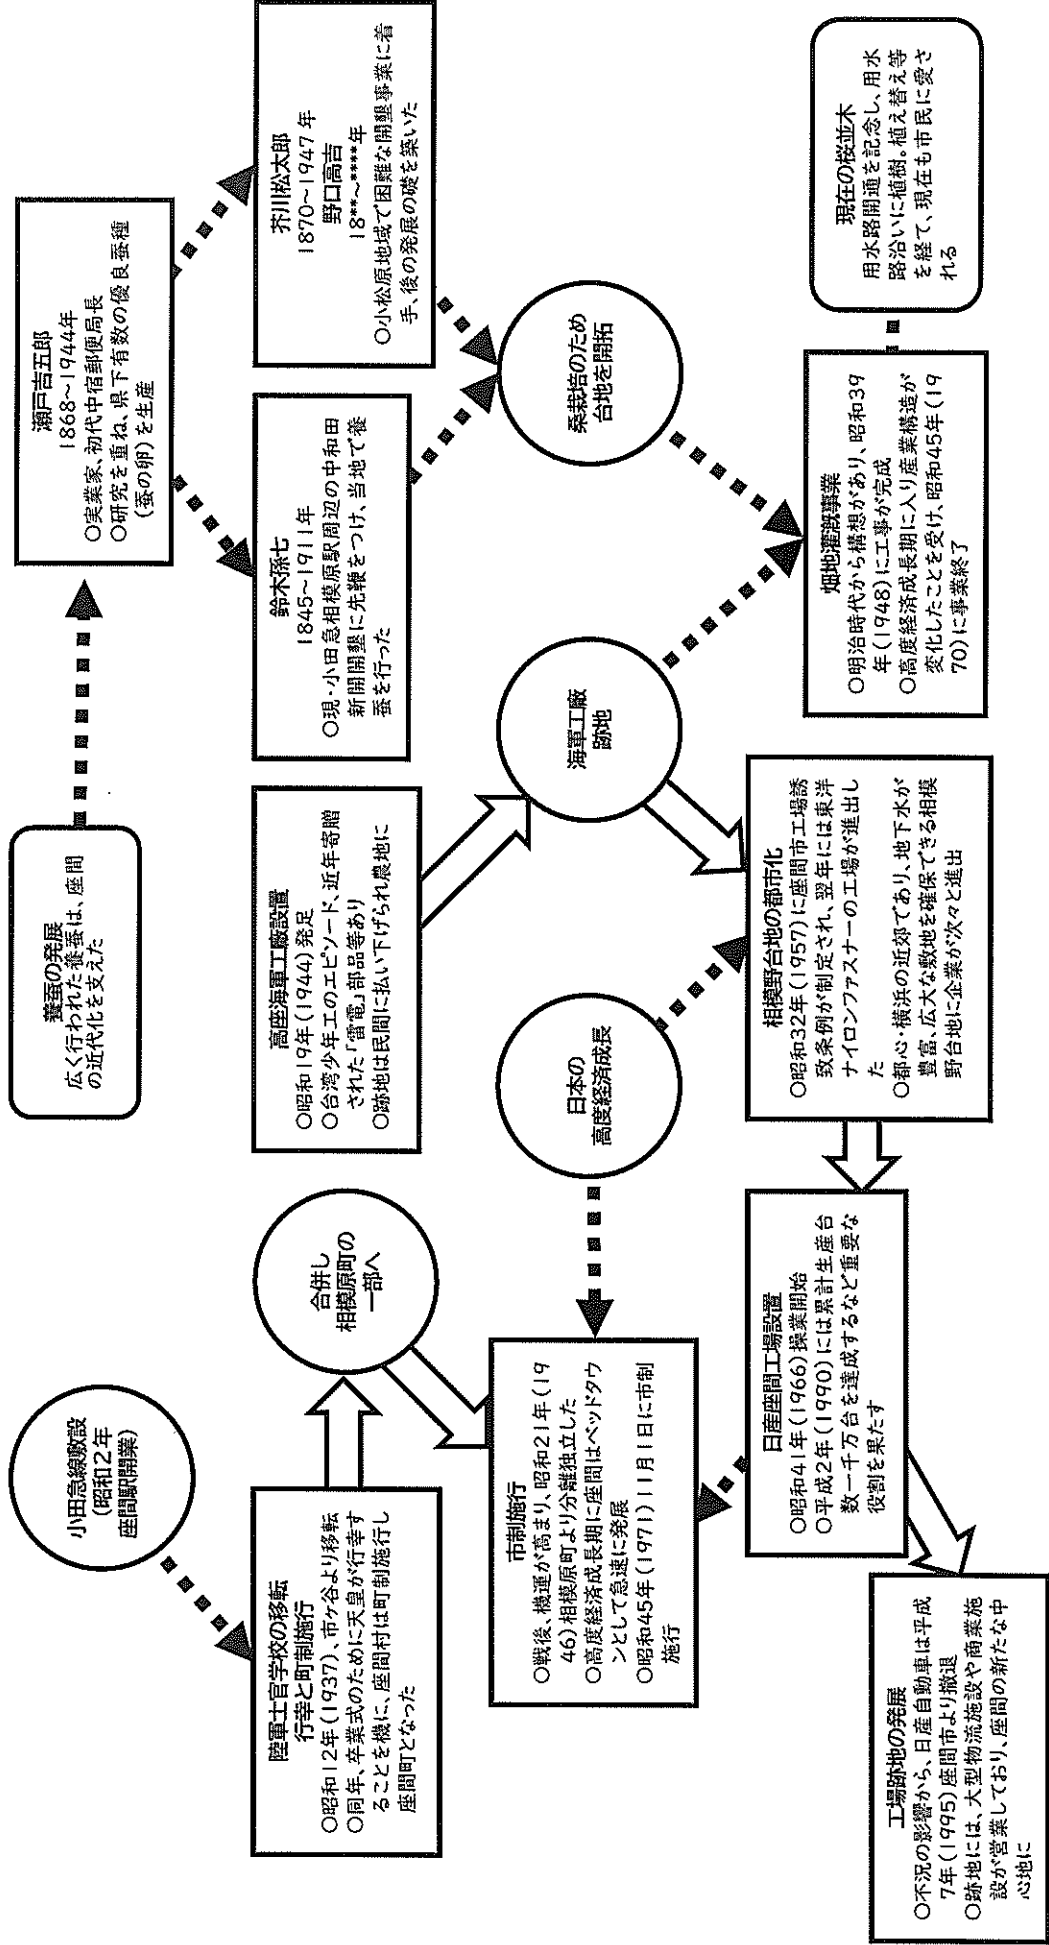 小田急線敷設
（昭和２年
座間駅開業）
陸軍士官学校の移転
行幸と町制施行
○昭和12年(1937)、市ケ谷より移転
○同年、卒業式のために天皇が行幸す
ることを機に、座間村は町制施行し
座間町となった
合併し
相模原町の
一部へ
市制施行
○戦後、機運が高まり、昭和21年(19
46)相模原町より分離独立した
○高度経済成長期に座間はベッドタウ
ンとして急速に発展
○昭和45年(1971)11月1日に市制
施行
工場跡地の発展
○不況の影響から、日産自動車は平成
7年(1995)座間市より撤退
○跡地には、大型物流施設や商業施
設が営業しており、座間の新たな中
心地に
養蚕の発展
広く行われた養蚕は、座間
の近代化を支えた
高座海軍工廠設置
○昭和19年(1944)発足
○台湾少年工のエピソード、近年寄贈
された「雷電」部品等あり
○跡地は民間に払い下げられ農地に
日本の
高度経済成長
日産座間工場設置
○昭和41年(1966)操業開始
○平成2年(1990)には累計生産台
数一千万台を達成するなど重要な
役割を果たす
海軍工廠
跡地
相模野台地の都市化
○昭和32年(1957)に座間市工場誘
致条例が制定され、翌年には東洋
ナイロンファスナーの工場が進出し
た
○都心・横浜の近郊であり、地下水が
豊富、広大な敷地を確保できる相模
野台地に企業が次々と進出
瀬戸吉五郎
1868～1944年
○実業家、初代中宿郵便局長
○研究を重ね、県下有数の優良蚕種
(蚕の卵)を生産
鈴木孫七
1845～1911年
○現・小田急相模原駅周辺の中和田
新開開墾に先鞭をつけ、当地で養
蚕を行った
芥川松太郎
1870～1947年
野口高吉
18**～****年
○小松原地域で困難な開墾事業に着
手、後の発展の礎を築いた
桑栽培のため
台地を開拓
畑地灌漑事業
○明治時代から構想があり、昭和39
年(1948)に工事が完成
○高度経済成長期に入り産業構造が
変化したことを受け、昭和45年(19
70)に事業終了
現在の桜並木
用水路開通を記念し、用水
路沿いに植樹。植え替え等
を経て、現在も市民に愛さ
れる